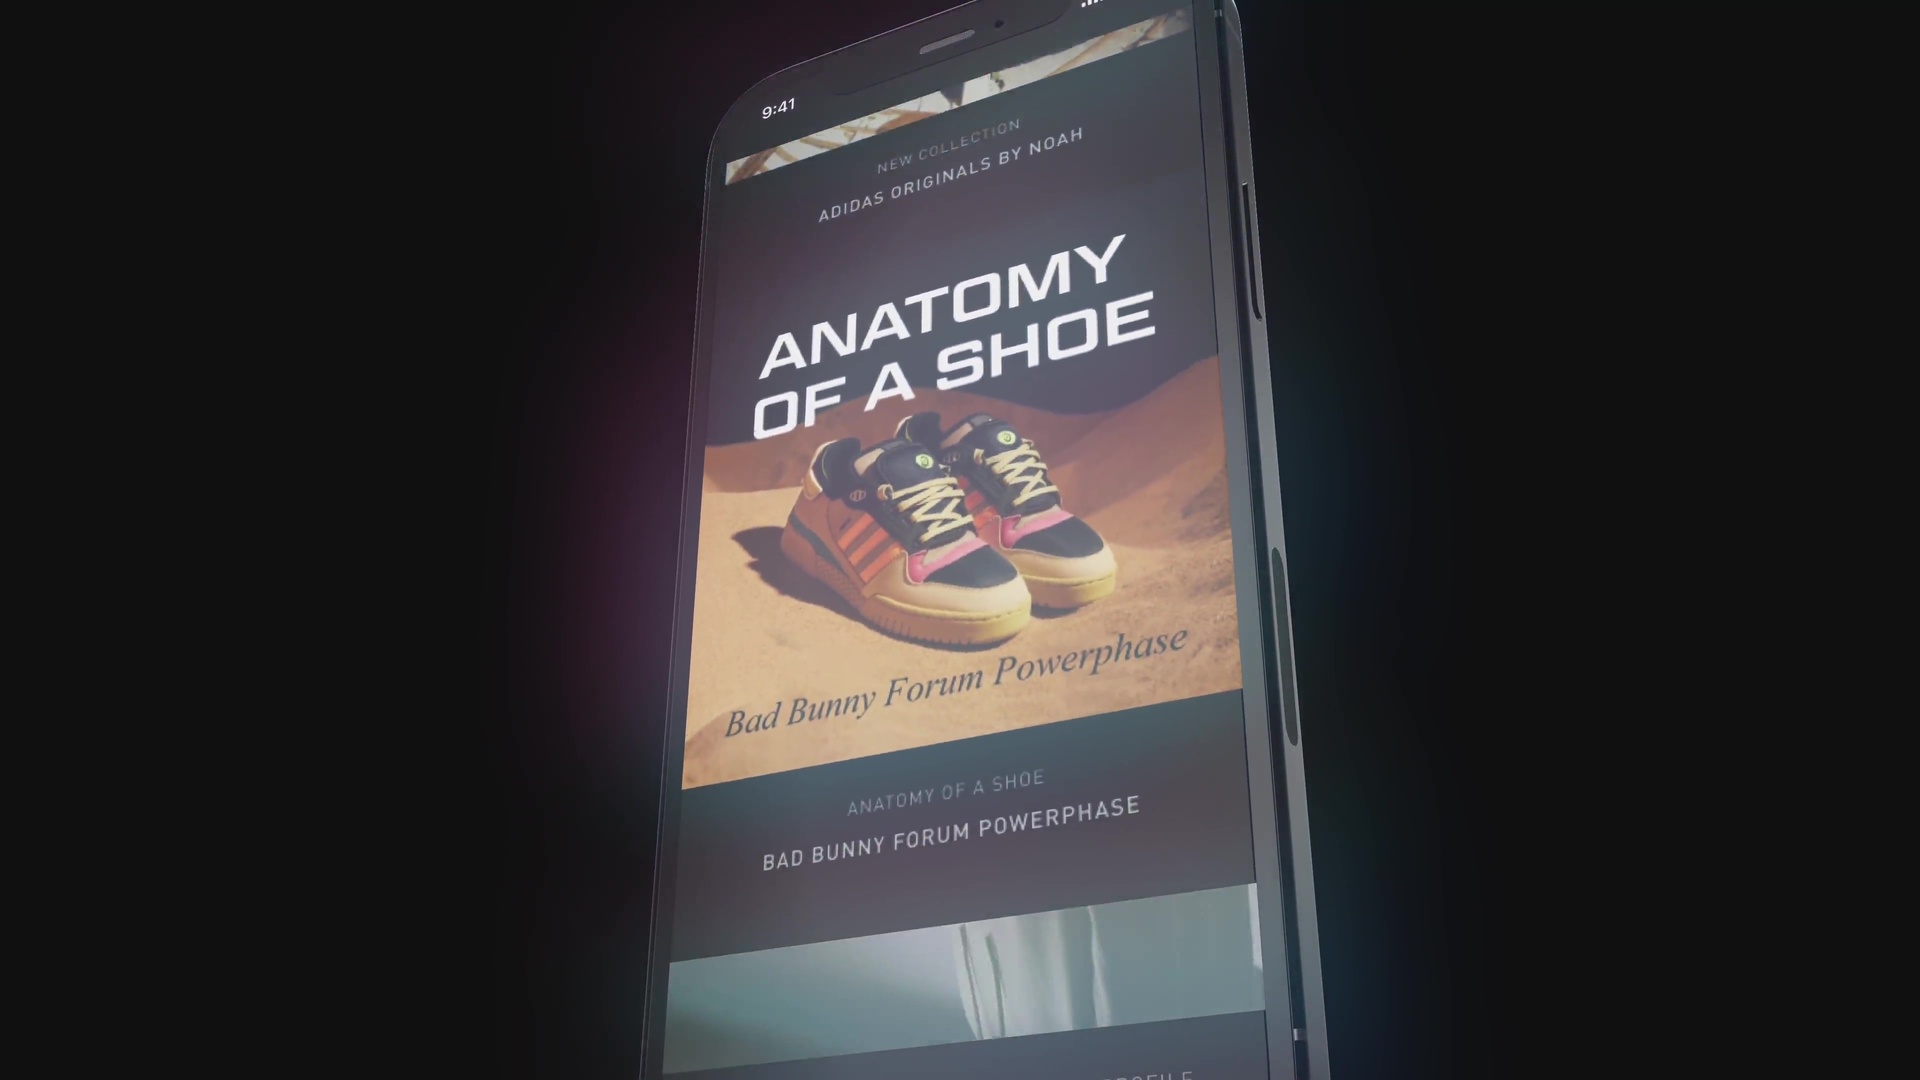 9:41
NEW COLLECTION
ADIDAS ORIGINALS BY NOAH
ANATOMY
OF A SHOE
Bad Bunny Forum Powerphase
ANATOMY OF A SHOE
BAD BUNNY FORUM POWERPHASE